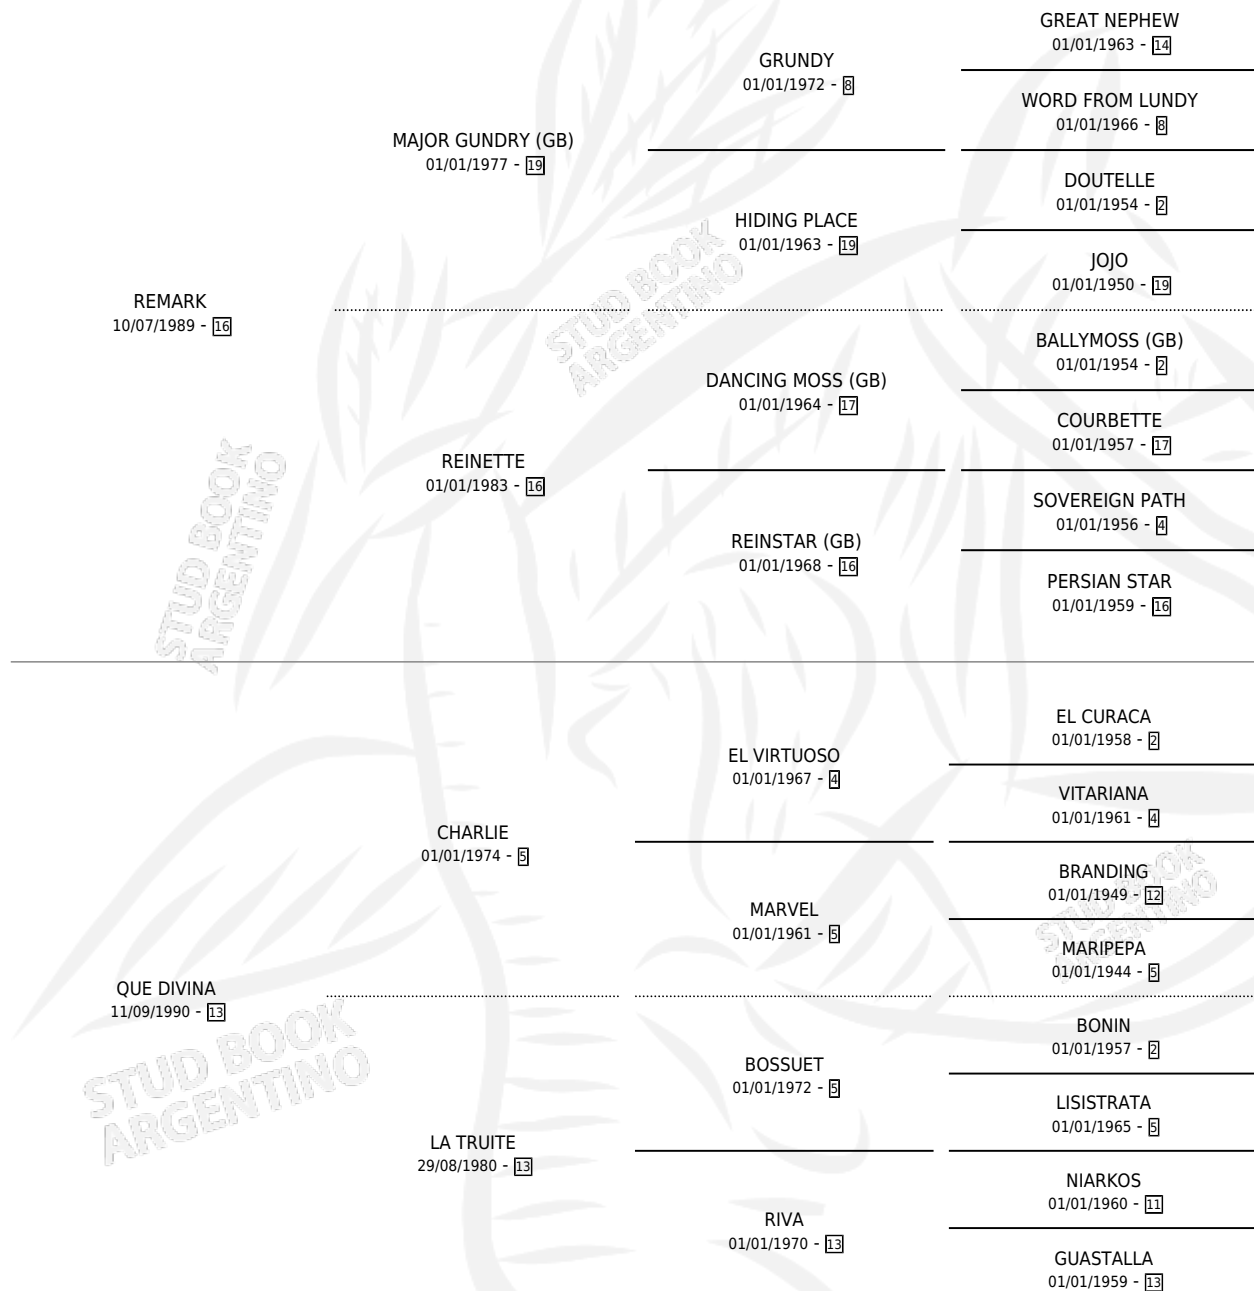 GREAT NEPHEW
01/01/1963 - 14
GRUNDY
01/01/1972 - 8
WORD FROM LUNDY
01/01/1966 - 8
MAJOR GUNDRY (GB)
01/01/1977 - 19
DOUTELLE
01/01/1954 - 2
HIDING PLACE
01/01/1963 - 19
JOJO
01/01/1950 - 19
REMARK
10/07/1989 - 16
STUD BOOK
ARGENTINO
BALLYMOSS (GB)
01/01/1954 - 2
DANCING MOSS (GB)
01/01/1964 - 17
COURBETTE
01/01/1957 - 17
REINETTE
01/01/1983 - 16
SOVEREIGN PATH
01/01/1956 - 4
REINSTAR (GB)
01/01/1968 - 16
PERSIAN STAR
01/01/1959 - 16
STUD BOOK
ARGENTINO
EL CURACA
01/01/1958 - 2
EL VIRTUOSO
01/01/1967 - 4
VITARIANA
01/01/1961 - 4
CHARLIE
01/01/1974 - 5
BRANDING
01/01/1949 - 12
MARVEL
01/01/1961 - 5
STUD BOOK
ARGENTINO
MARIPEPA
01/01/1944 - 5
QUE DIVINA
11/09/1990 - 13
BONIN
01/01/1957 - 2
BOSSUET
01/01/1972 - 5
STUD BOOK
ARGENTINO
LISISTRATA
01/01/1965 - 5
LA TRUITE
29/08/1980 - 13
NIARKOS
01/01/1960 - 11
RIVA
01/01/1970 - 13
GUASTALLA
01/01/1959 - 13